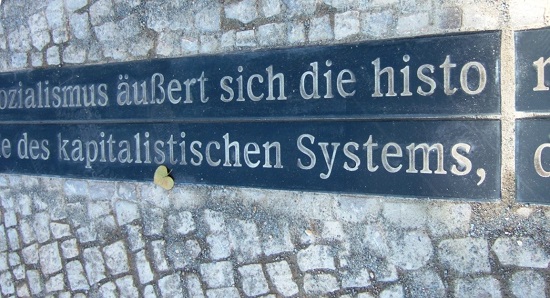 ozialismus äußert sich die histo
des kapitalistischen Systems,